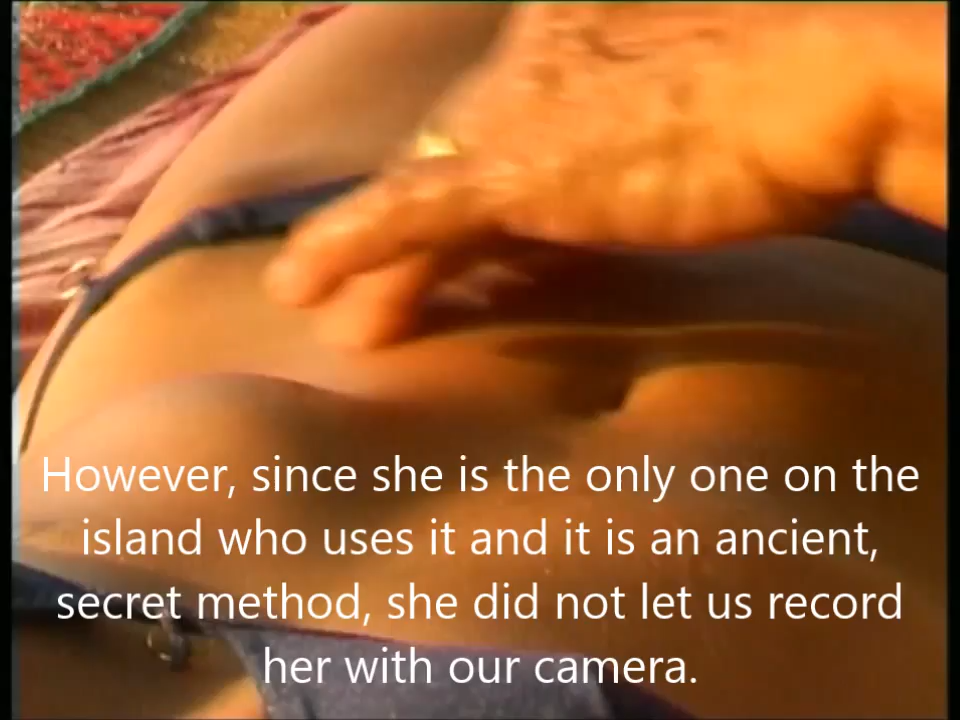 However, since she is the only one on the
island who uses it and it is an ancient,
secret method, she did not let us record
her with our camera.